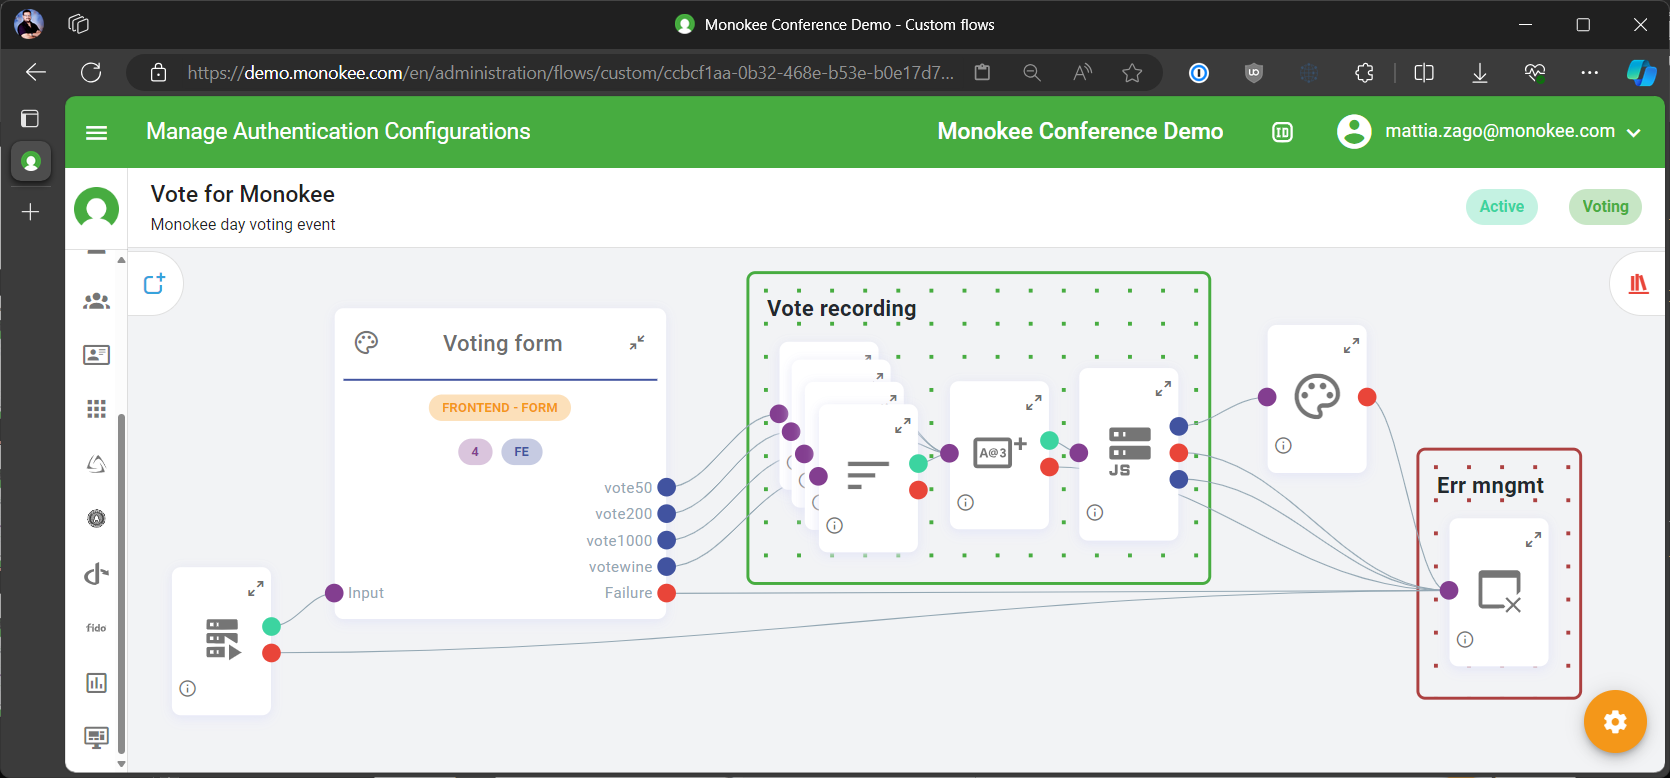 Monokee Conference Demo - Custom flows
https://demo.monokee.com/en/administration/flows/custom/ccbcf1aa-0b32-468e-b53e-b0e17d7...
Manage Authentication Configurations
Monokee Conference Demo
ID
mattia.zago@monokee.com
Vote for Monokee
Monokee day voting event
Active
Voting
Voting form
FRONTEND - FORM
4
FE
vote50
vote200
vote1000
votewine
Input
Failure
Vote recording
A@3
JS
Err mngmt
fido